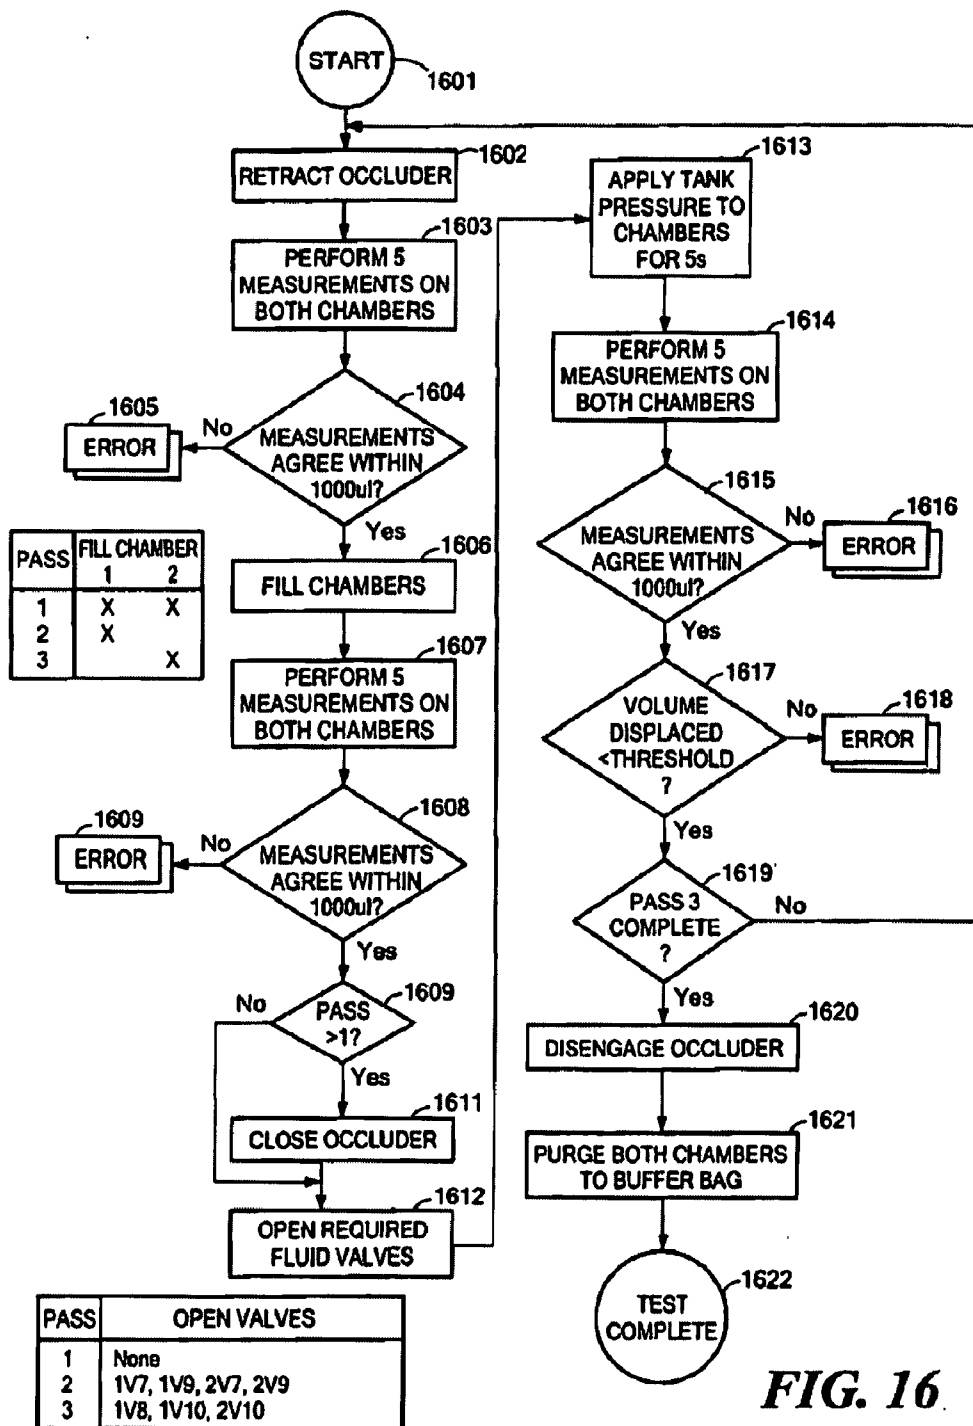 START
1601
1602
RETRACT OCCLUDER
1603
PERFORM 5
MEASUREMENTS ON
BOTH CHAMBERS
1604
MEASUREMENTS
AGREE WITHIN
1000ul?
No
1605
ERROR
Yes
1606
FILL CHAMBERS
PASS FILL CHAMBER
1 2
1 X X
2 X
3 X
1607
PERFORM 5
MEASUREMENTS ON
BOTH CHAMBERS
1608
MEASUREMENTS
AGREE WITHIN
1000ul?
No
1609
ERROR
Yes
1609
PASS
>1?
No
Yes
1611
CLOSE OCCLUDER
1612
OPEN REQUIRED
FLUID VALVES
PASS OPEN VALVES
1 None
2 1V7, 1V9, 2V7, 2V9
3 1V8, 1V10, 2V10
1613
APPLY TANK
PRESSURE TO
CHAMBERS
FOR 5s
1614
PERFORM 5
MEASUREMENTS ON
BOTH CHAMBERS
1615
MEASUREMENTS
AGREE WITHIN
1000ul?
No
1616
ERROR
Yes
1617
VOLUME
DISPLACED
<THRESHOLD
?
No
1618
ERROR
Yes
1619
PASS 3
COMPLETE
?
No
Yes
1620
DISENGAGE OCCLUDER
1621
PURGE BOTH CHAMBERS
TO BUFFER BAG
1622
TEST
COMPLETE
FIG. 16